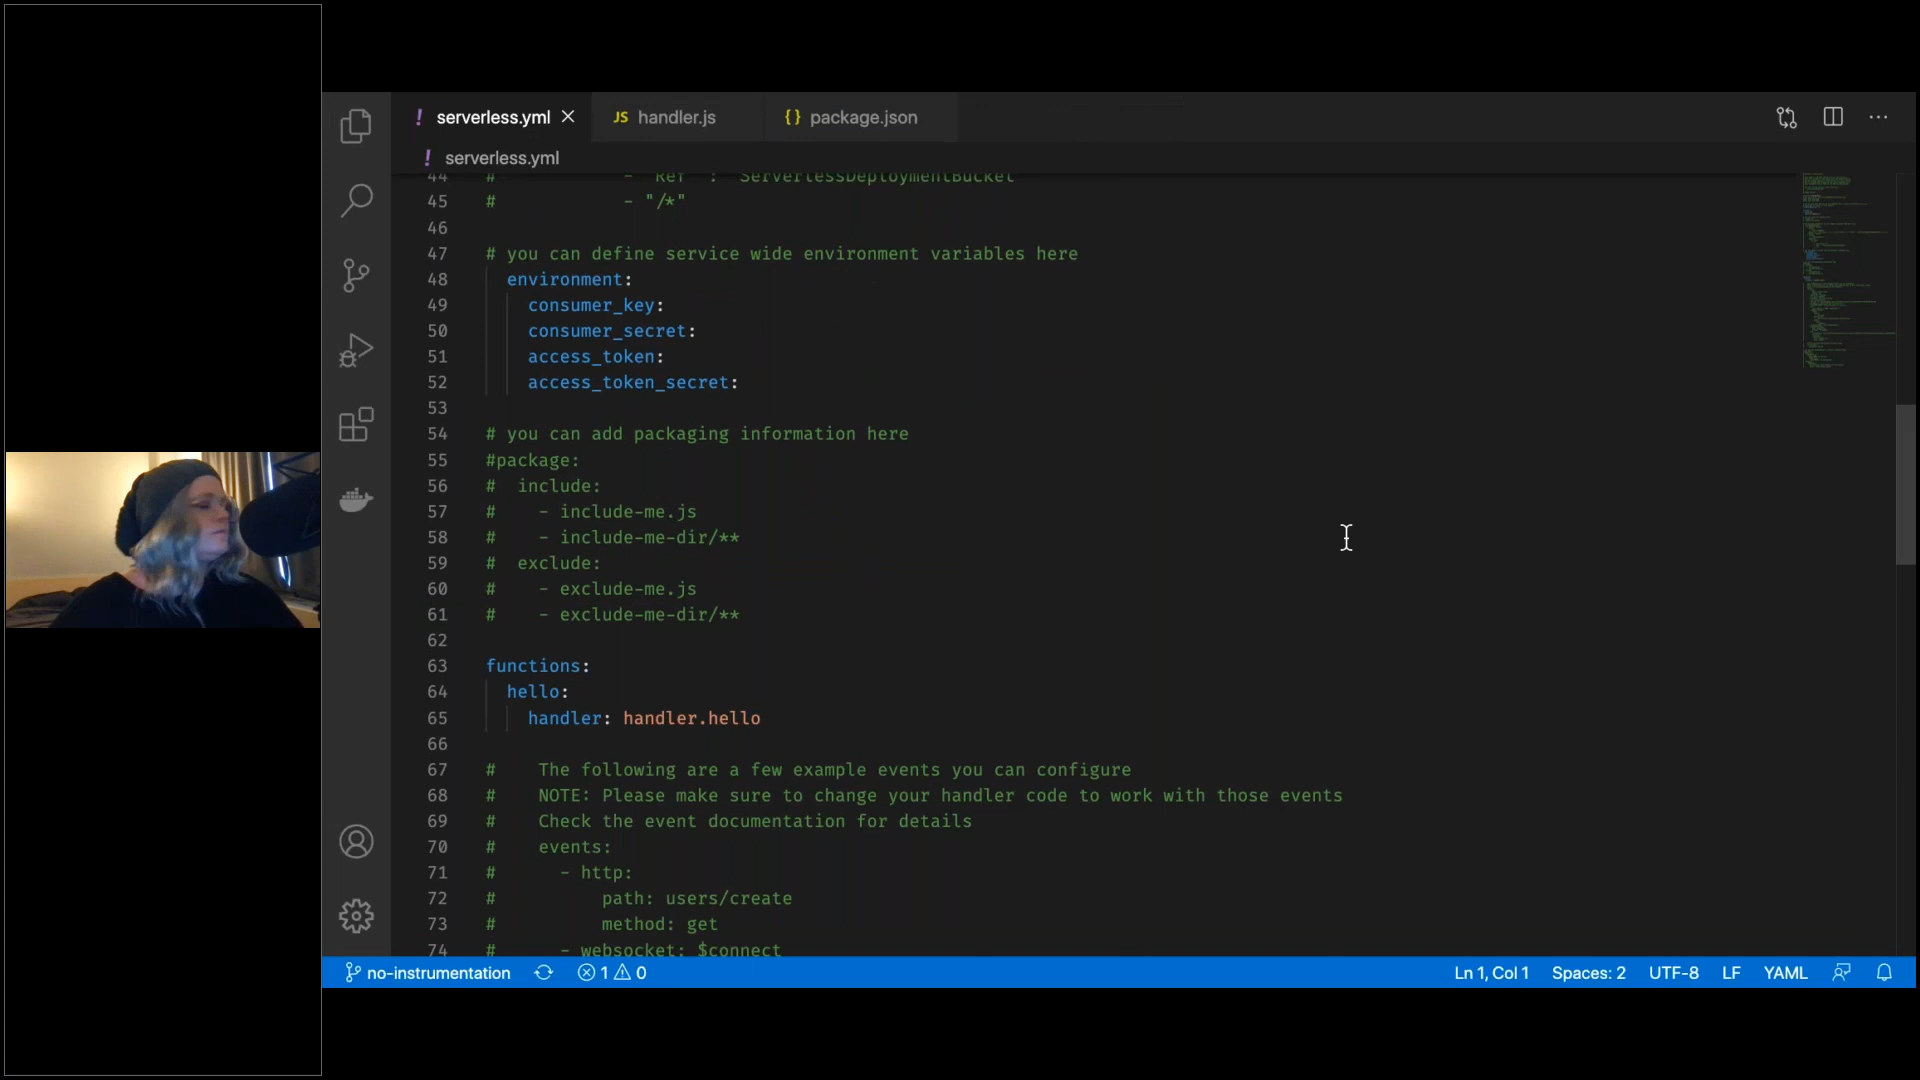 ! serverless.yml
JS handler.js
{} package.json
! serverless.yml
44 # - "Ref" : "ServerlessDeploymentBucket"
45 # - "/*"
46
47 # you can define service wide environment variables here
48 environment:
49 consumer_key:
50 consumer_secret:
51 access_token:
52 access_token_secret:
53
54 # you can add packaging information here
55 #package:
56 # include:
57 # - include-me.js
58 # - include-me-dir/**
59 # exclude:
60 # - exclude-me.js
61 # - exclude-me-dir/**
62
63 functions:
64 hello:
65 handler: handler.hello
66
67 # The following are a few example events you can configure
68 # NOTE: Please make sure to change your handler code to work with those events
69 # Check the event documentation for details
70 # events:
71 # - http:
72 # path: users/create
73 # method: get
74 # - websocket: $connect
no-instrumentation 1 0 Ln 1, Col 1 Spaces: 2 UTF-8 LF YAML